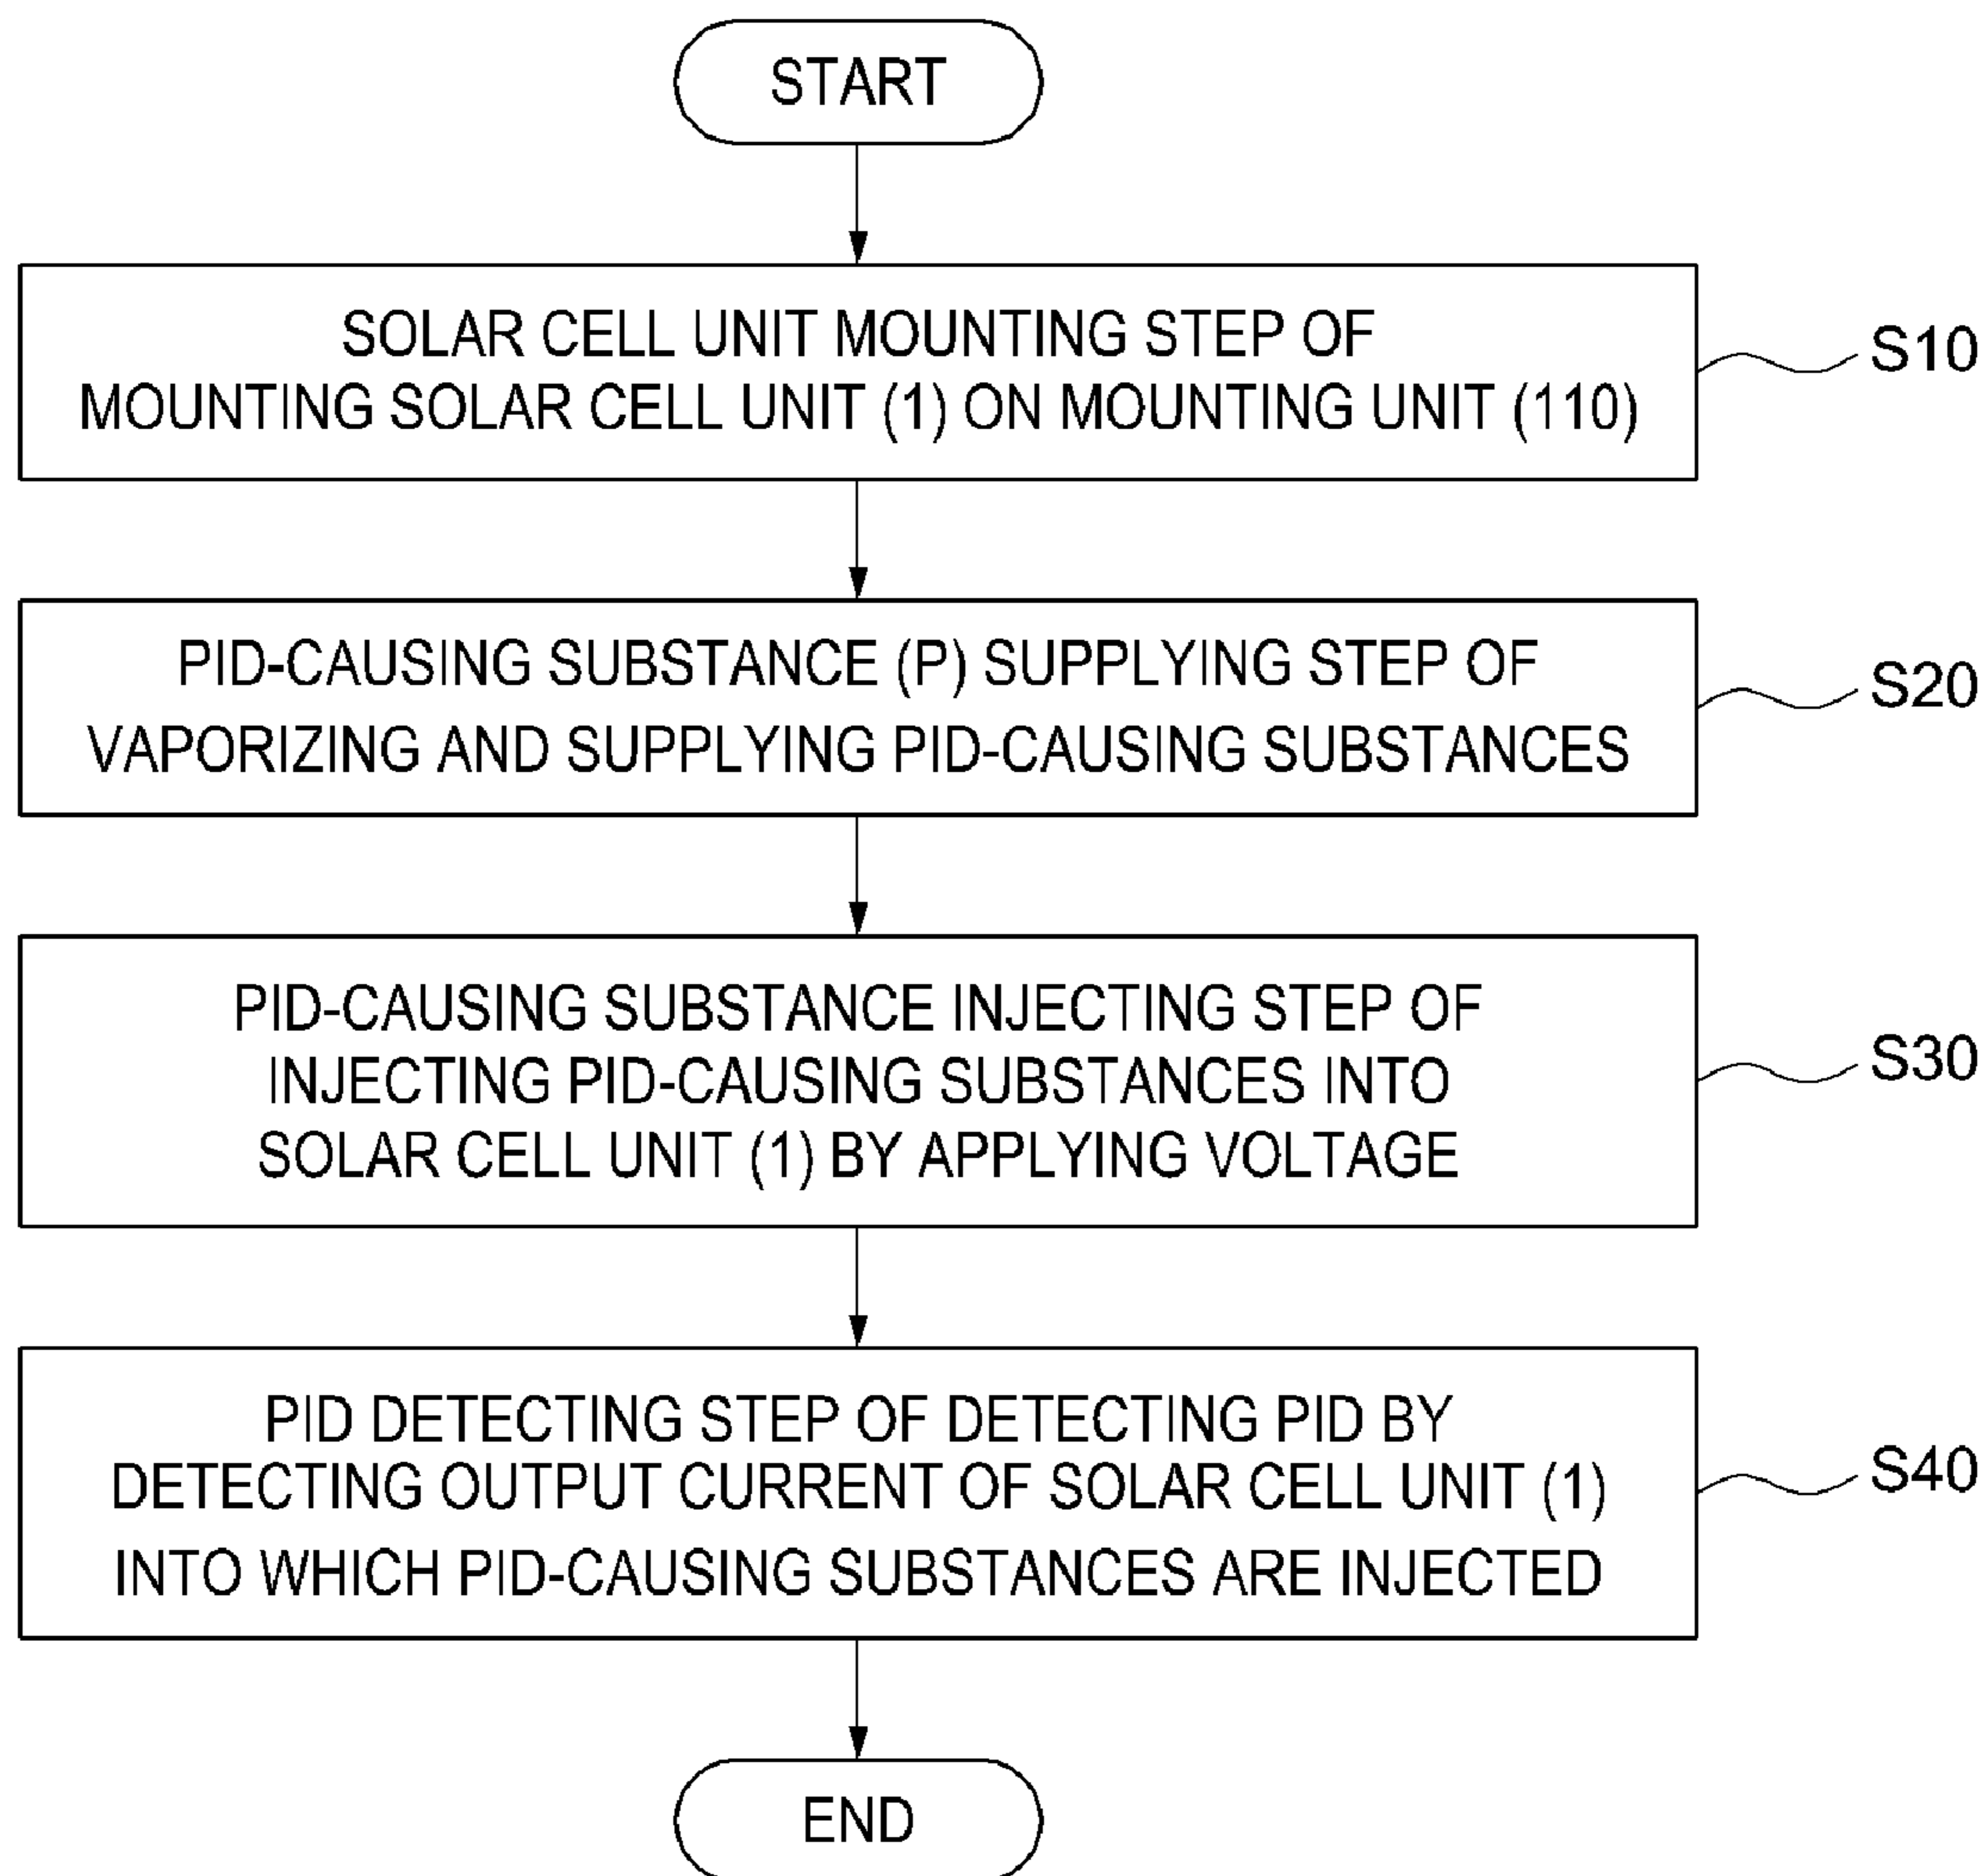 START
SOLAR CELL UNIT MOUNTING STEP OF
MOUNTING SOLAR CELL UNIT (1) ON MOUNTING UNIT (110)
S10
PID-CAUSING SUBSTANCE (P) SUPPLYING STEP OF
VAPORIZING AND SUPPLYING PID-CAUSING SUBSTANCES
S20
PID-CAUSING SUBSTANCE INJECTING STEP OF
INJECTING PID-CAUSING SUBSTANCES INTO
SOLAR CELL UNIT (1) BY APPLYING VOLTAGE
S30
PID DETECTING STEP OF DETECTING PID BY
DETECTING OUTPUT CURRENT OF SOLAR CELL UNIT (1)
INTO WHICH PID-CAUSING SUBSTANCES ARE INJECTED
S40
END